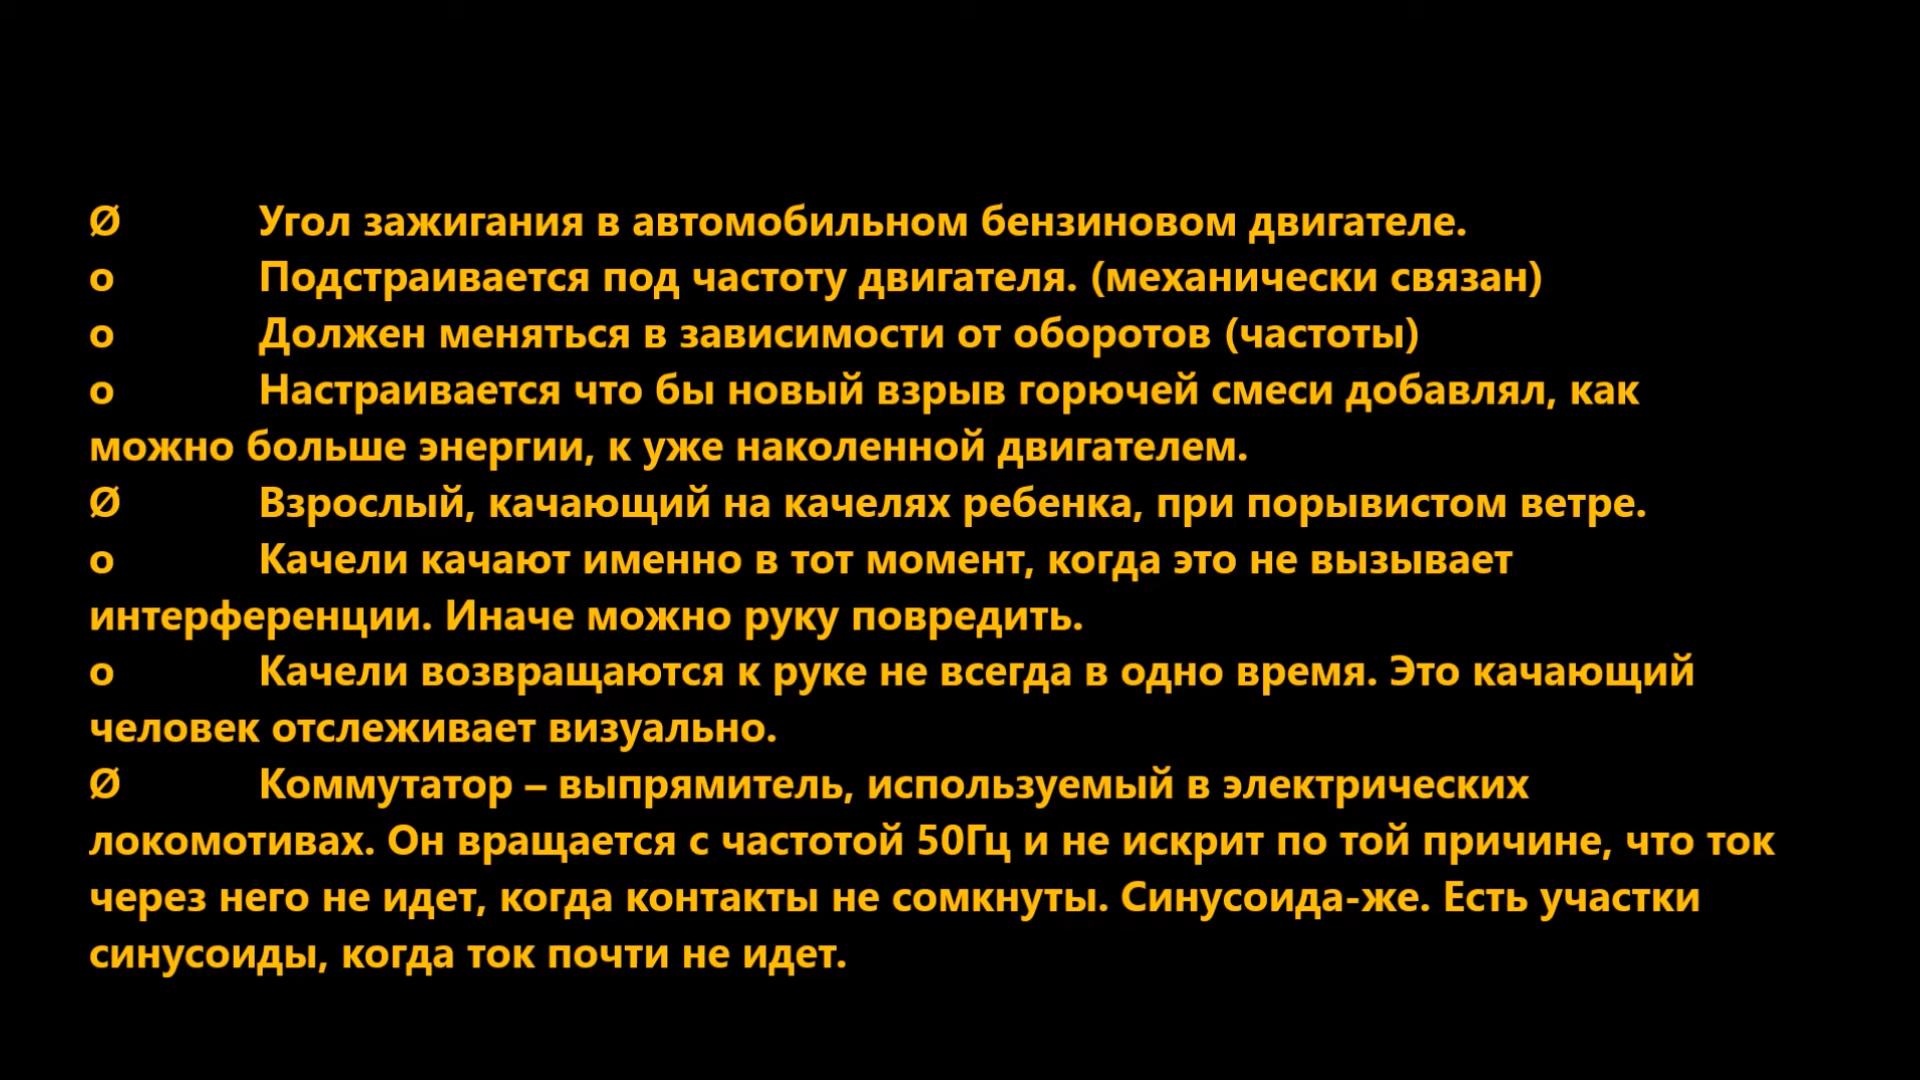 Ø Угол зажигания в автомобильном бензиновом двигателе.
o Подстраивается под частоту двигателя. (механически связан)
o Должен меняться в зависимости от оборотов (частоты)
o Настраивается что бы новый взрыв горючей смеси добавлял, как
можно больше энергии, к уже наколенной двигателем.
Ø Взрослый, качающий на качелях ребенка, при порывистом ветре.
o Качели качают именно в тот момент, когда это не вызывает
интерференции. Иначе можно руку повредить.
o Качели возвращаются к руке не всегда в одно время. Это качающий
человек отслеживает визуально.
Ø Коммутатор – выпрямитель, используемый в электрических
локомотивах. Он вращается с частотой 50Гц и не искрит по той причине, что ток
через него не идет, когда контакты не сомкнуты. Синусоида-же. Есть участки
синусоиды, когда ток почти не идет.